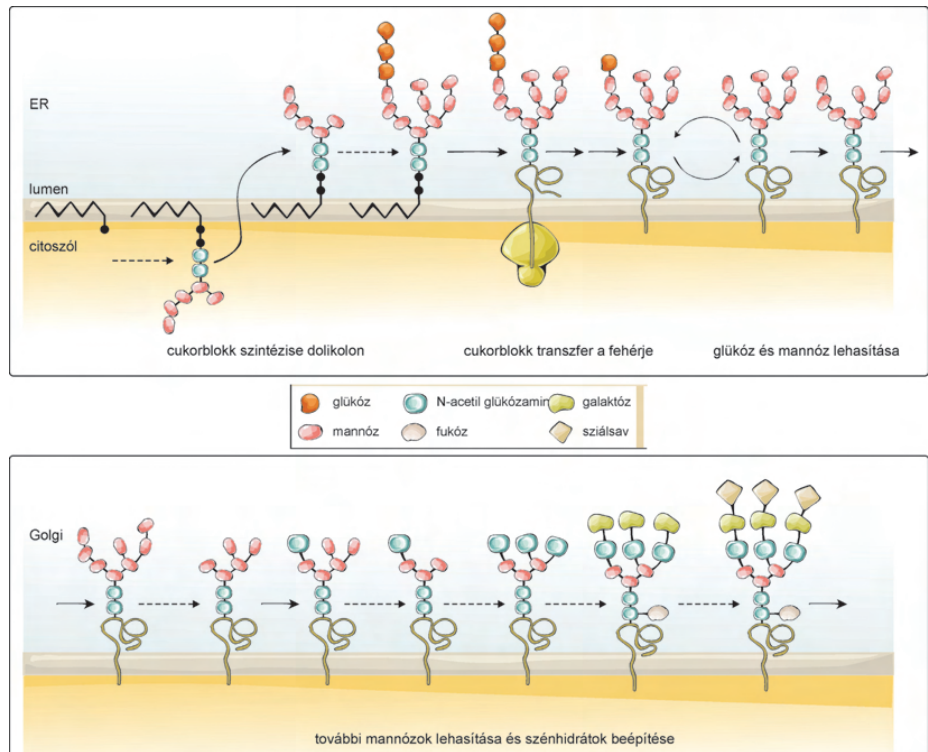 ER
lumen
citoszól
cukorblokk szintézise dolikolon
cukorblokk transzfer a fehérje
glükóz és mannóz lehasítása
glükóz
N-acetil glükózamin
galaktóz
mannóz
fukóz
sziálsav
Golgi
további mannózok lehasítása és szénhidrátok beépítése